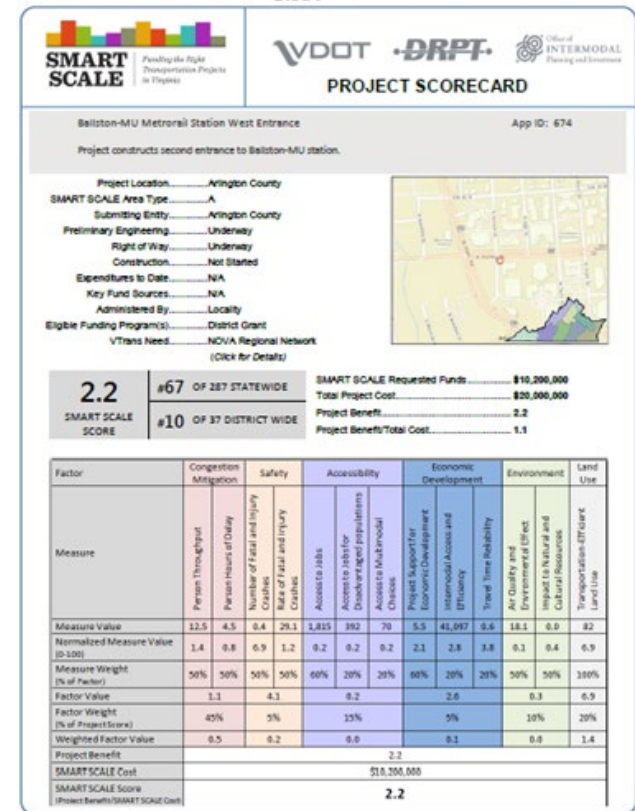 SMART
SCALE
Funding the Right
Transportation Projects
in Virginia
VDOT
DRPT
Office of
INTERMODAL
Planning and Investment
PROJECT SCORECARD
Ballston-MU Metrorail Station West Entrance App ID: 674
Project constructs second entrance to Ballston-MU station.
Project Location..............Arlington County
SMART SCALE Area Type.....A
Submitting Entity..............Arlington County
Preliminary Engineering......Underway
Right of Way..............Underway
Construction..............Not Started
Expenditures to Date........N/A
Key Fund Sources...........N/A
Administered By..............Locality
Eligible Funding Program(s)....District Grant
VTrans Need..............NOVA Regional Network
(Click for Details)
2.2
SMART SCALE
SCORE
#67 OF 287 STATEWIDE
#10 OF 37 DISTRICT WIDE
SMART SCALE Requested Funds............$10,200,000
Total Project Cost............$20,000,000
Project Benefit............2.2
Project Benefit/Total Cost............1.1
Factor Congestion Mitigation Safety Accessibility Economic Development Environment Land Use
Measure Person Throughput Person Hours of Delay Number of Fatal and Injury Crashes Rate of Fatal and Injury Crashes Access to Jobs Access to Jobs for Disadvantaged populations Access to Multimodal Choices Project Support for Economic Development Intermodal Access and Efficiency Travel Time Reliability Air Quality and Environmental Effect Impact to Natural and Cultural Resources Transportation-Efficient Land Use
Measure Value 12.5 4.5 0.4 29.1 1,815 392 70 5.5 41,097 0.6 18.1 0.0 82
Normalized Measure Value (0-100) 1.4 0.8 6.9 1.2 0.2 0.2 0.2 2.1 2.8 3.8 0.1 0.4 6.9
Measure Weight (% of Factor) 50% 50% 50% 50% 60% 20% 20% 60% 20% 20% 50% 50% 100%
Factor Value 1.1 4.1 0.2 2.6 0.3 6.9
Factor Weight (% of Project Score) 45% 5% 15% 5% 10% 20%
Weighted Factor Value 0.5 0.2 0.0 0.1 0.0 1.4
Project Benefit 2.2
SMART SCALE Cost $10,200,000
SMART SCALE Score 2.2
(Project Benefit/SMART SCALE Cost)